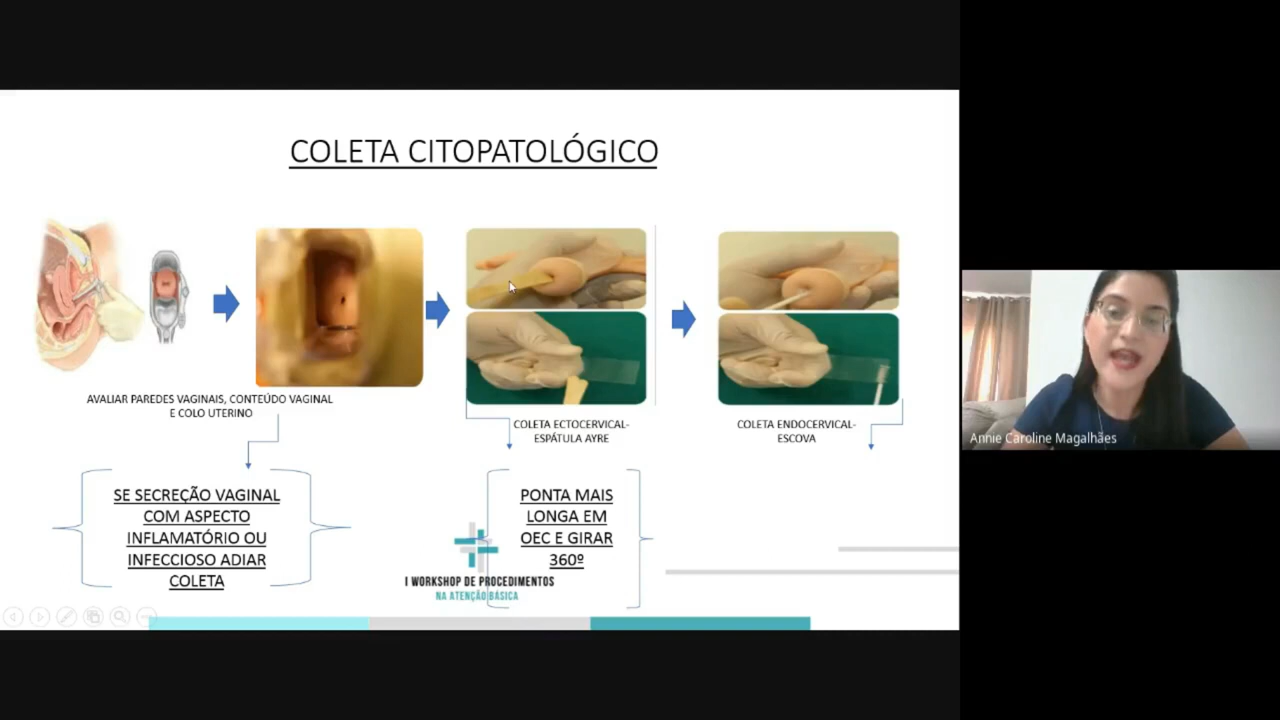 COLETA CITOPATOLÓGICO
AVALIAR PAREDES VAGINAIS, CONTEÚDO VAGINAL
E COLO UTERINO
COLETA ECTOCERVICAL-
ESPÁTULA AYRE
COLETA ENDOCERVICAL-
ESCOVA
SE SECREÇÃO VAGINAL
COM ASPECTO
INFLAMATÓRIO OU
INFECCIOSO ADIAR
COLETA
PONTA MAIS
LONGA EM
OEC E GIRAR
360º
I WORKSHOP DE PROCEDIMENTOS
NA ATENÇÃO BÁSICA
Annie Caroline Magalhães